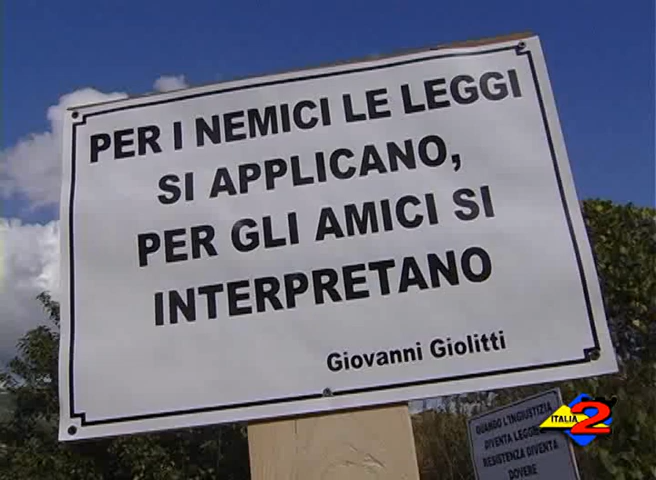 PER I NEMICI LE LEGGI
SI APPLICANO,
PER GLI AMICI SI
INTERPRETANO
Giovanni Giolitti
QUANDO L'INGIUSTIZIA
DIVENTA LEGGE
RESISTENZA DIVENTA
DOVERE
ITALIA 2